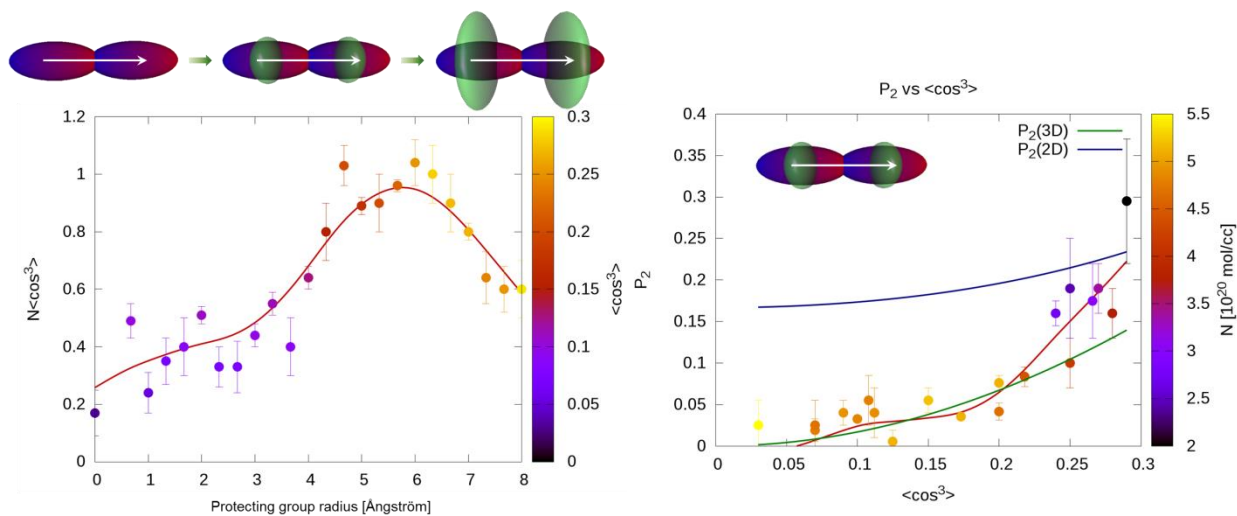 N<cos³>
1.2
1
0.8
0.6
0.4
0.2
0
0 1 2 3 4 5 6 7 8
Protecting group radius [Ångström]
0.3
0.25
0.2
0.15
0.1
0.05
0
<cos³>
P₂ vs <cos³>
P₂
0.4
0.35
0.3
0.25
0.2
0.15
0.1
0.05
0
P₂(3D)
P₂(2D)
0 0.05 0.1 0.15 0.2 0.25 0.3
<cos³>
5.5
5
4.5
4
3.5
3
2.5
2
N [10²⁰ mol/cc]